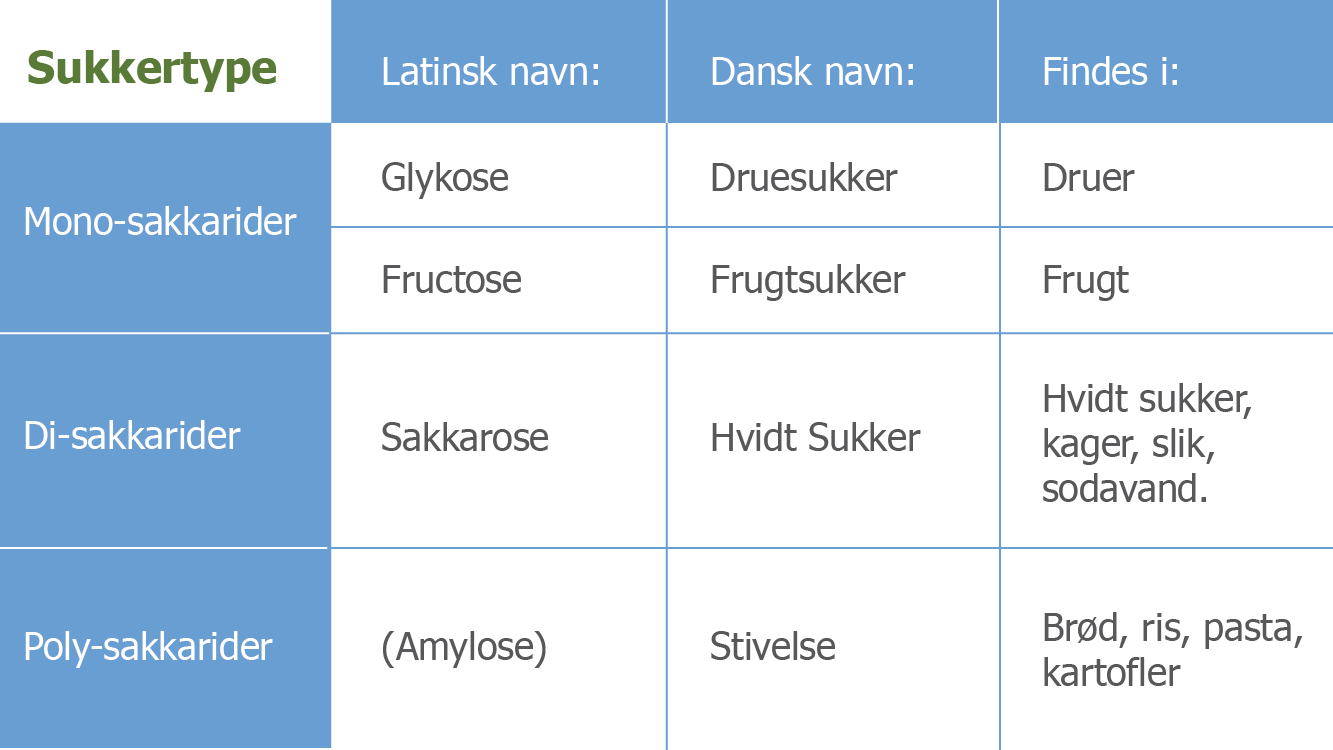 Sukkertype
Latinsk navn:
Dansk navn:
Findes i:
Mono-sakkarider
Glykose
Druesukker
Druer
Fructose
Frugtsukker
Frugt
Di-sakkarider
Sakkarose
Hvidt Sukker
Hvidt sukker,
kager, slik,
sodavand.
Poly-sakkarider
(Amylose)
Stivelse
Brød, ris, pasta,
kartofler